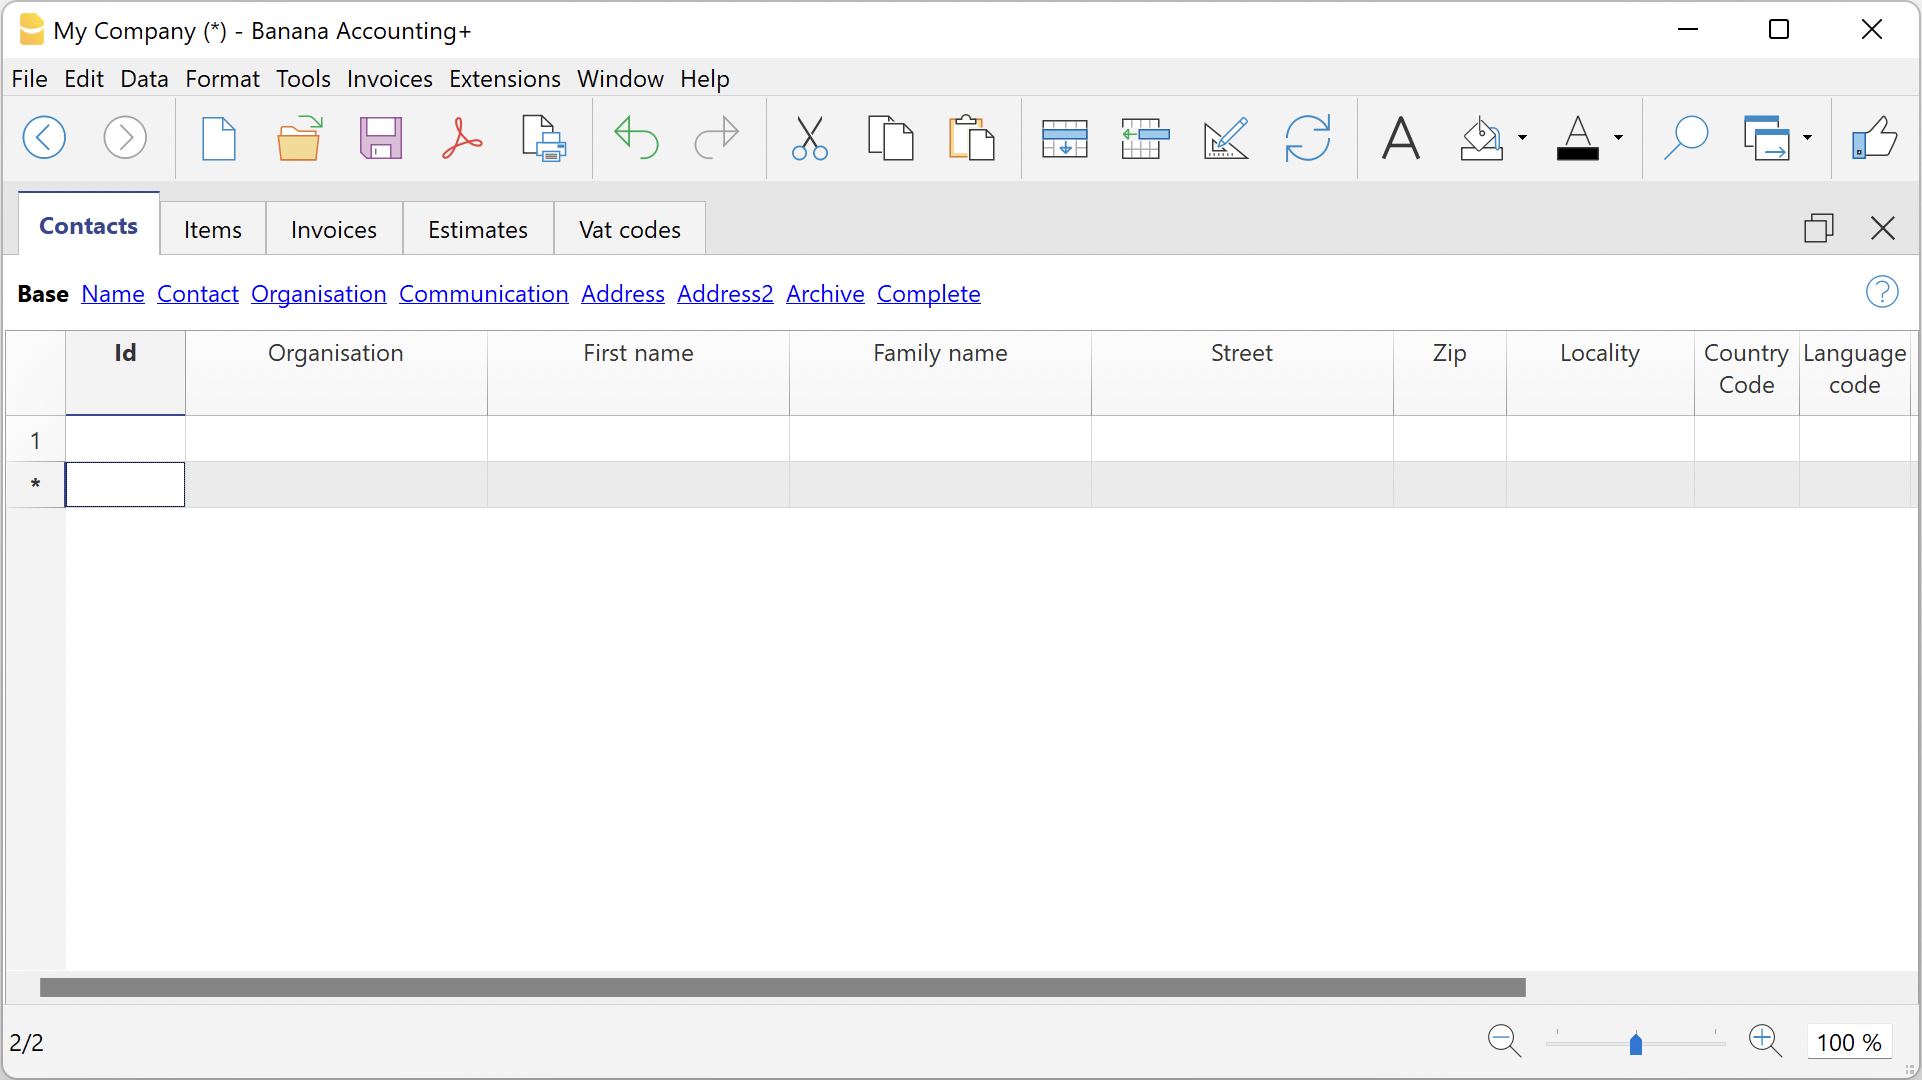 My Company (*) - Banana Accounting+
File Edit Data Format Tools Invoices Extensions Window Help
Contacts Items Invoices Estimates Vat codes
Base Name Contact Organisation Communication Address Address2 Archive Complete
Id Organisation First name Family name Street Zip Locality Country Code Language code
1
*
2/2 100 %